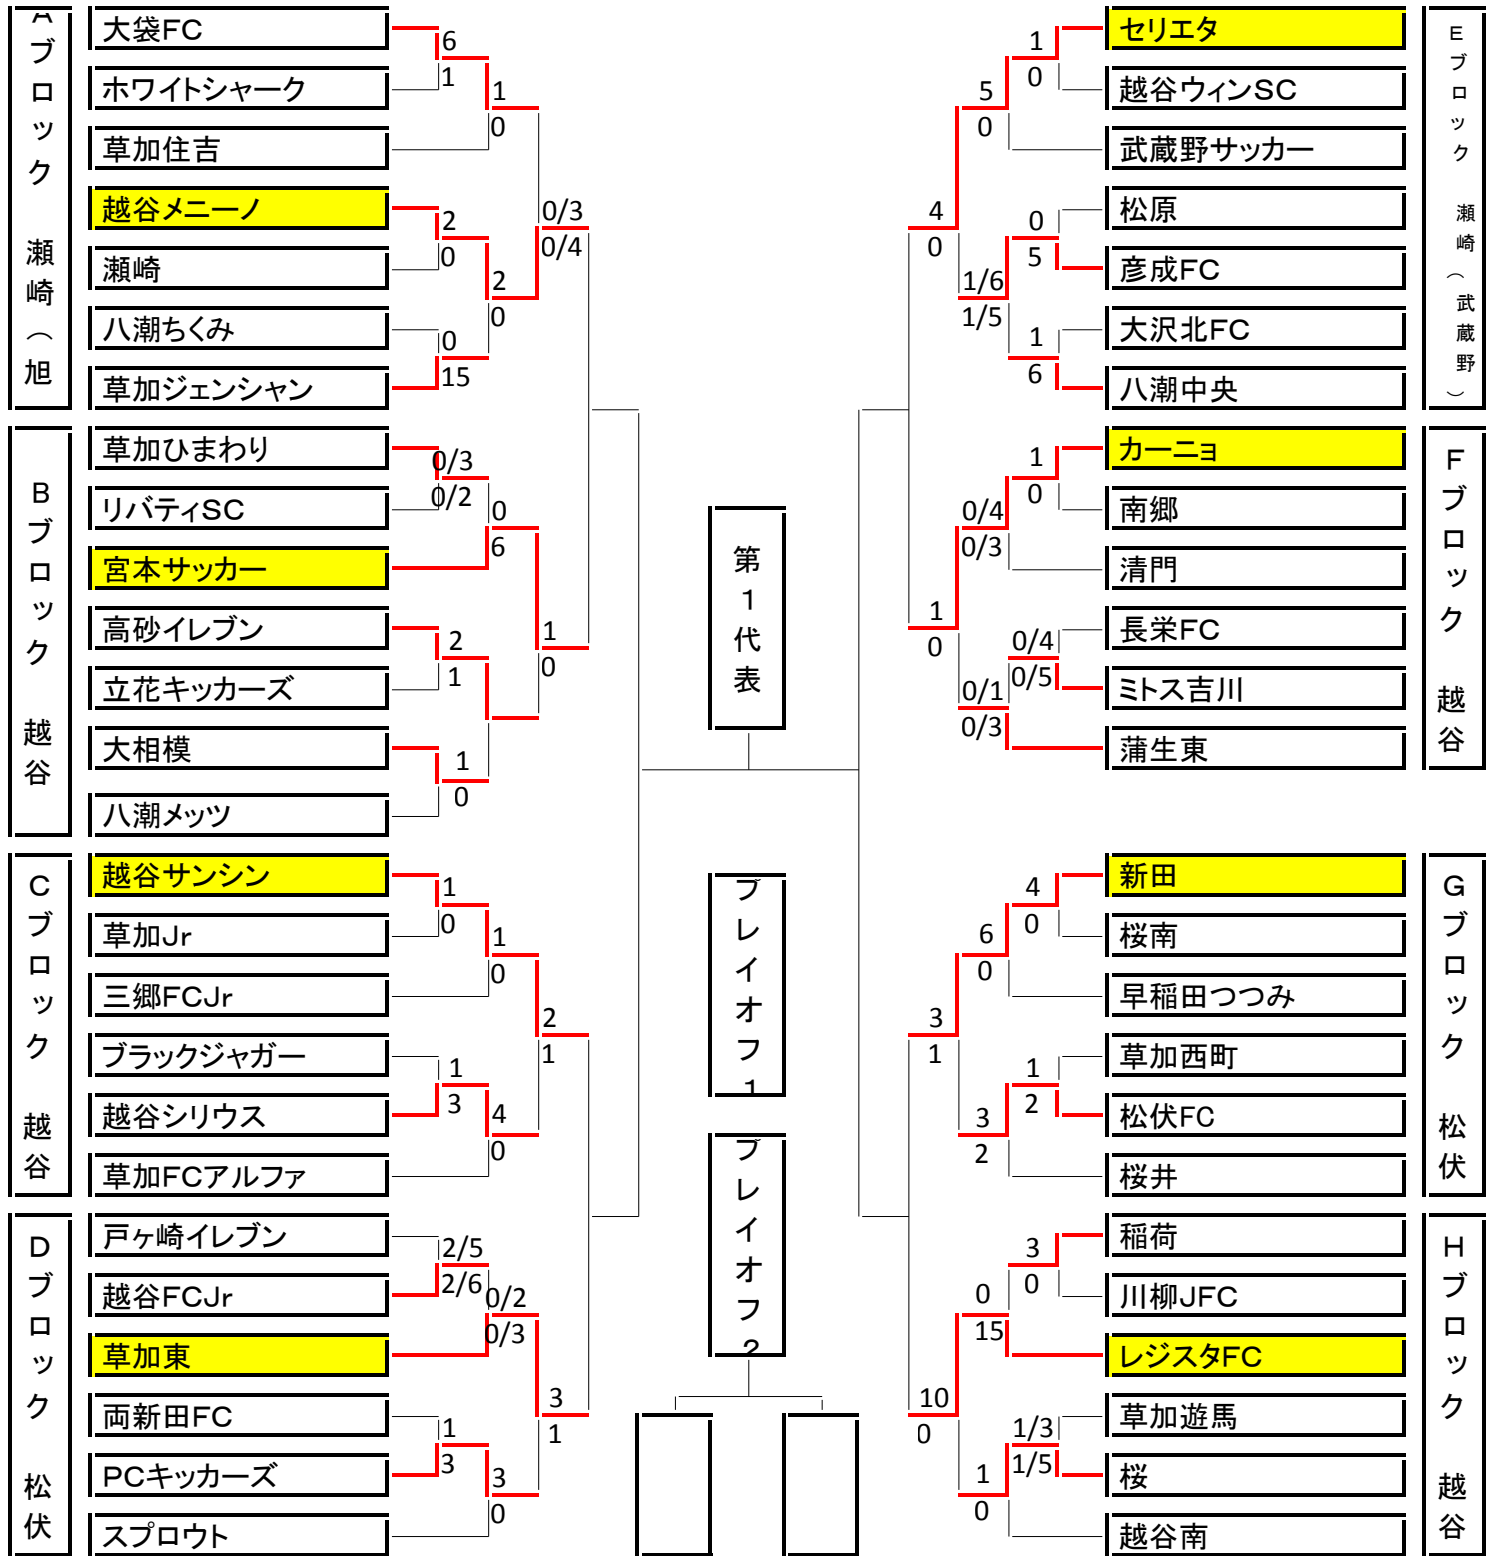 Aブロック 瀬崎（旭
大袋FC
ホワイトシャーク
草加住吉
越谷メニーノ
瀬崎
八潮ちくみ
草加ジェンシャン
6
1
1
0
2
0
2
0
0
15
0/3
0/4
Bブロック 越谷
草加ひまわり
リバティSC
宮本サッカー
高砂イレブン
立花キッカーズ
大相模
八潮メッツ
0/3
0/2
0
6
2
1
1
0
1
0
Cブロック 越谷
越谷サンシン
草加Jr
三郷FCJr
ブラックジャガー
越谷シリウス
草加FCアルファ
1
0
1
0
2
1
1
3
4
0
Dブロック 松伏
戸ヶ崎イレブン
越谷FCJr
草加東
両新田FC
PCキッカーズ
スプロウト
2/5
2/6
0/2
0/3
3
1
1
3
3
0
第1代表
プレイオフ1
プレイオフ2
セリエタ
越谷ウィンSC
武蔵野サッカー
松原
彦成FC
大沢北FC
八潮中央
1
0
5
0
4
0
0
5
1/6
1/5
1
6
Eブロック 瀬崎（武蔵野）
カーニョ
南郷
清門
長栄FC
ミトス吉川
蒲生東
1
0
0/4
0/3
1
0
0/4
0/5
0/1
0/3
Fブロック 越谷
新田
桜南
早稲田つつみ
草加西町
松伏FC
桜井
4
0
6
0
3
1
1
2
3
2
Gブロック 松伏
稲荷
川柳JFC
レジスタFC
草加遊馬
桜
越谷南
3
0
0
15
10
0
1/3
1/5
1
0
Hブロック 越谷